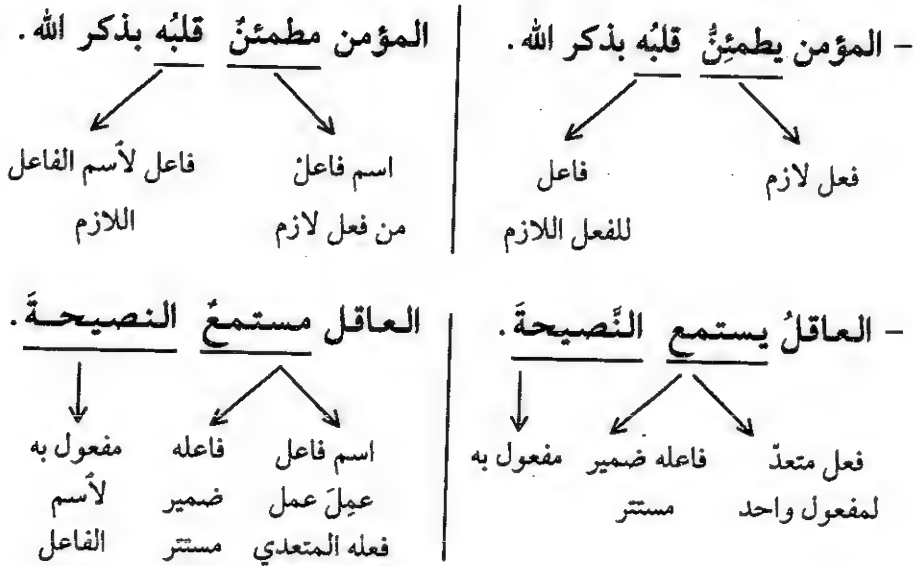 – المؤمن يطمئِنُّ قلبُه بذكر الله.
فعل لازم
فاعل
للفعل اللازم
المؤمن مطمئنٌ قلبُه بذكر الله.
اسم فاعلْ
من فعل لازم
فاعل لأسم الفاعل
اللازم
– العاقلُ يستمع النَّصيحةَ.
فعل متعدّ
لمفعول واحد
فاعله ضمير
مستتر
مفعول به
العاقل مستمعٌ النصيحةَ.
اسم فاعل
عمِلَ عمل
فعله المتعدي
فاعله
ضمير
مستتر
مفعول به
لأسم
الفاعل